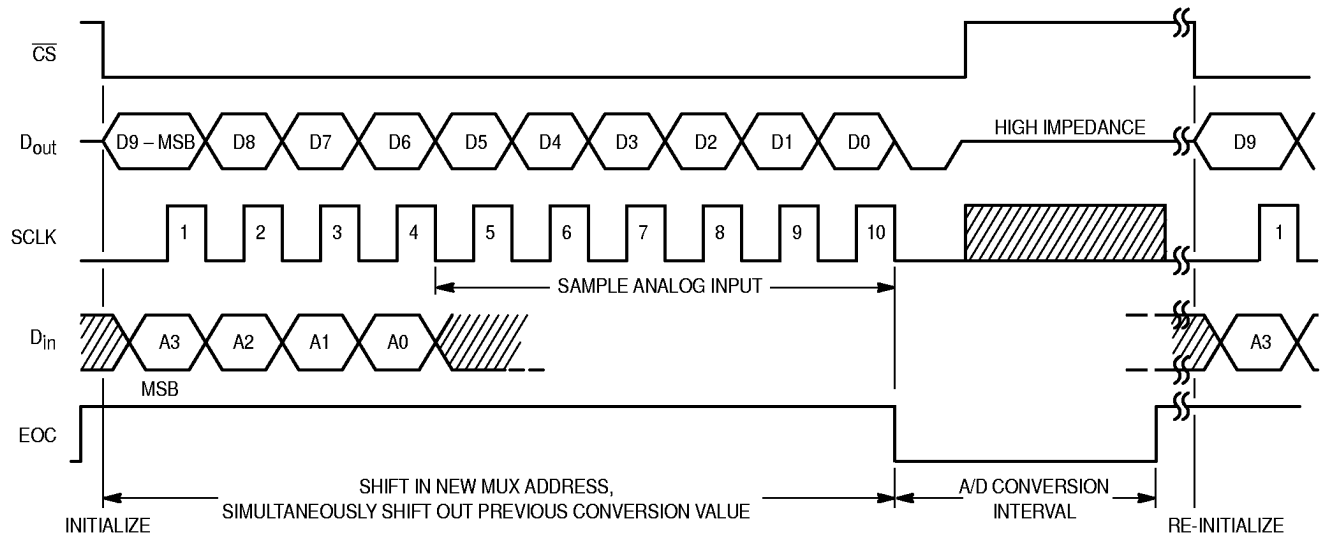 CS
Dout
D9 – MSB D8 D7 D6 D5 D4 D3 D2 D1 D0 HIGH IMPEDANCE D9
SCLK
1 2 3 4 5 6 7 8 9 10 1
SAMPLE ANALOG INPUT
Din
A3 A2 A1 A0 A3
MSB
EOC
SHIFT IN NEW MUX ADDRESS,
SIMULTANEOUSLY SHIFT OUT PREVIOUS CONVERSION VALUE
A/D CONVERSION
INTERVAL
INITIALIZE
RE-INITIALIZE